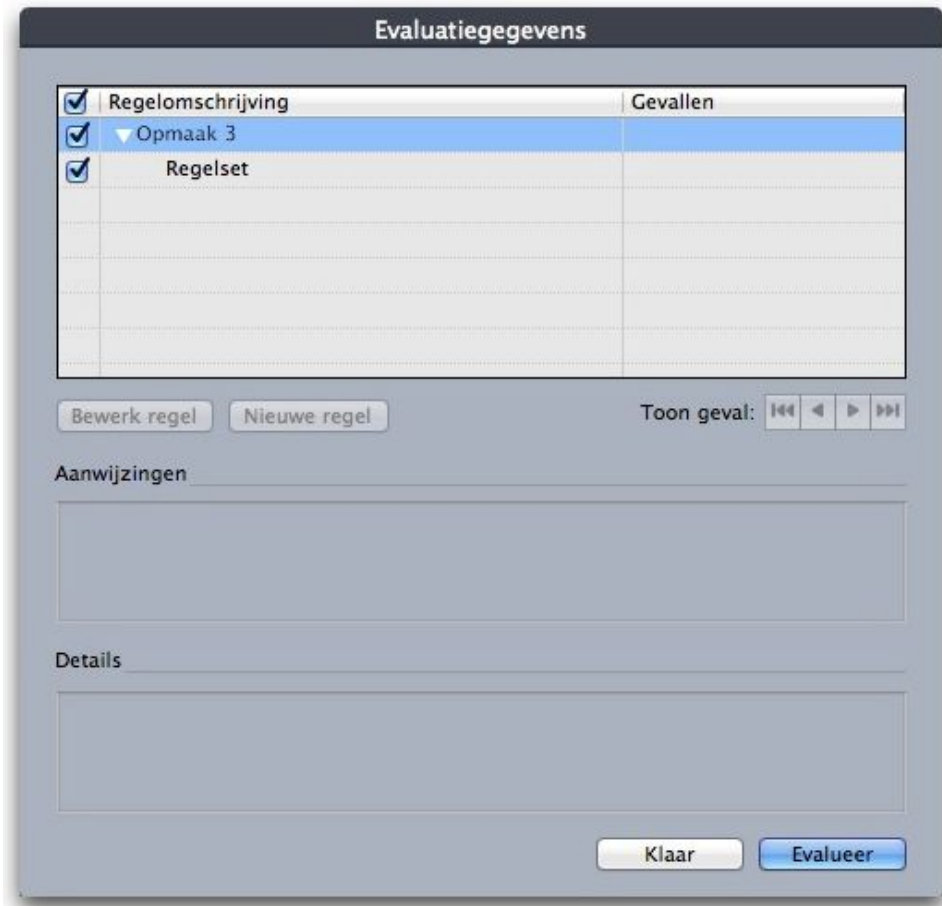 Evaluatiegegevens
Regelomschrijving Gevallen
Opmaak 3
Regelset
Bewerk regel Nieuwe regel Toon geval:
Aanwijzingen
Details
Klaar Evalueer